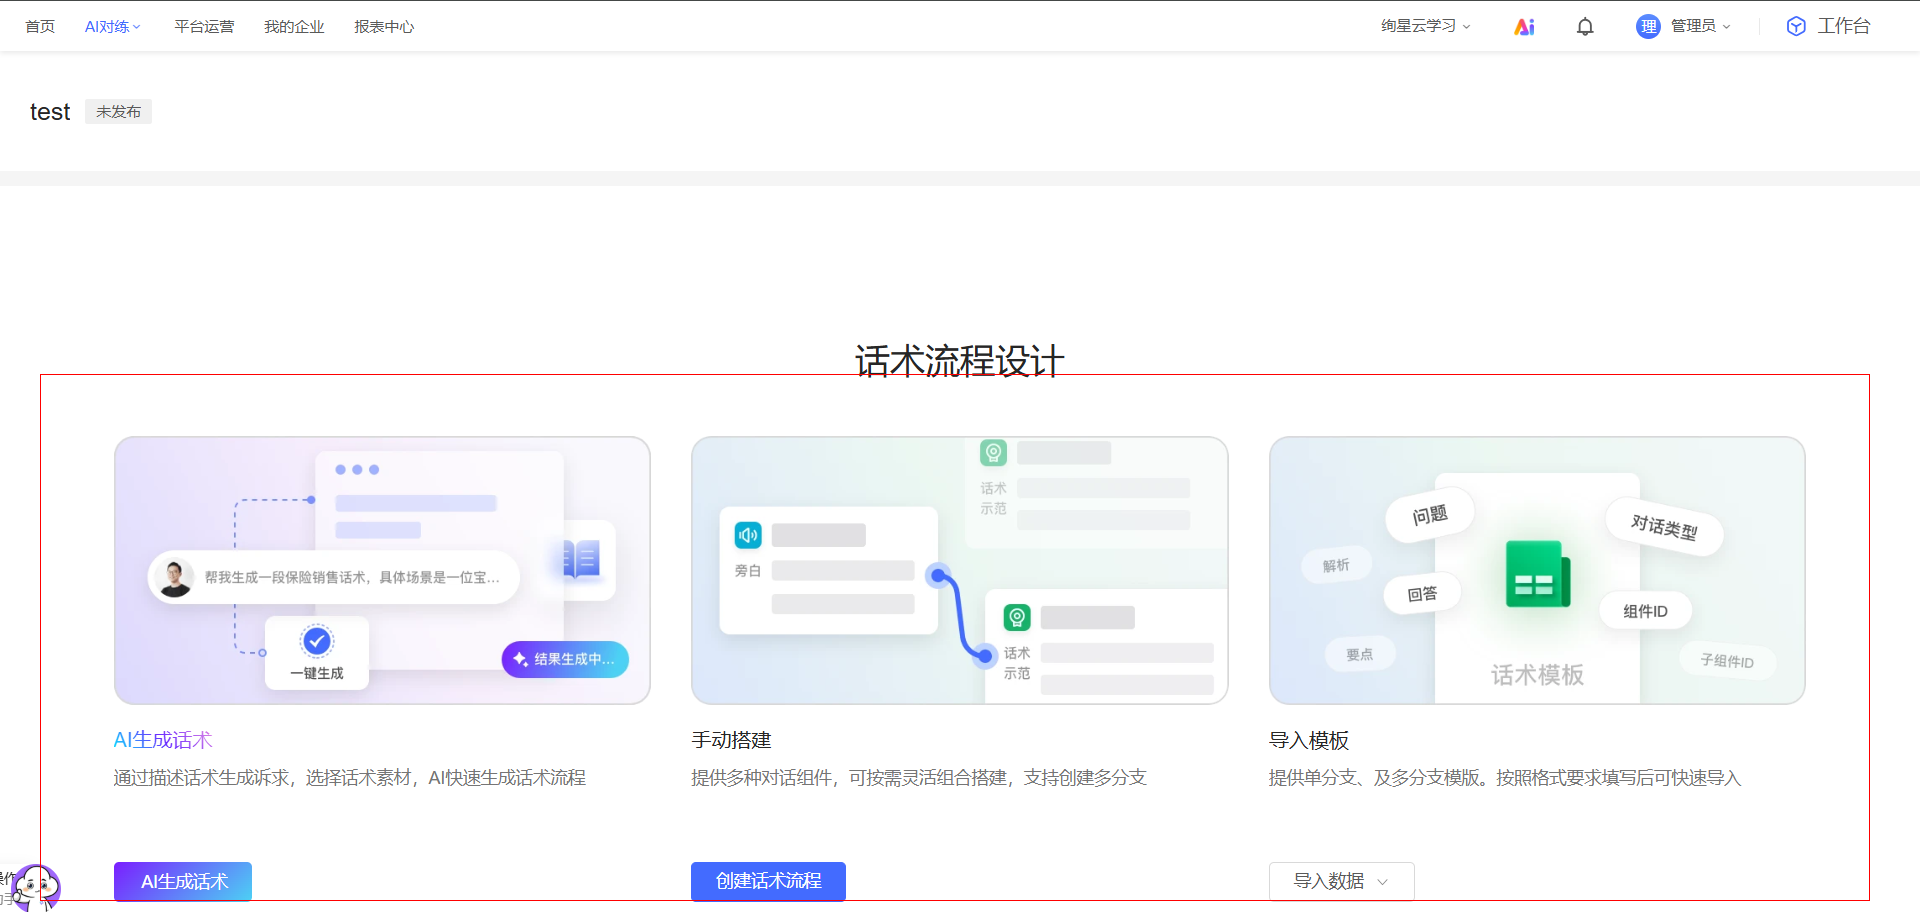 首页 AI对练 平台运营 我的企业 报表中心 绚星云学习 Ai 理 管理员 工作台
test 未发布
话术流程设计
帮我生成一段保险销售话术，具体场景是一位宝...
一键生成
结果生成中...
话术
示范
旁白
话术
示范
问题
对话类型
解析
回答
组件ID
要点
子组件ID
话术模板
AI生成话术
通过描述话术生成诉求，选择话术素材，AI快速生成话术流程
手动搭建
提供多种对话组件，可按需灵活组合搭建，支持创建多分支
导入模板
提供单分支、及多分支模版。按照格式要求填写后可快速导入
AI生成话术
创建话术流程
导入数据